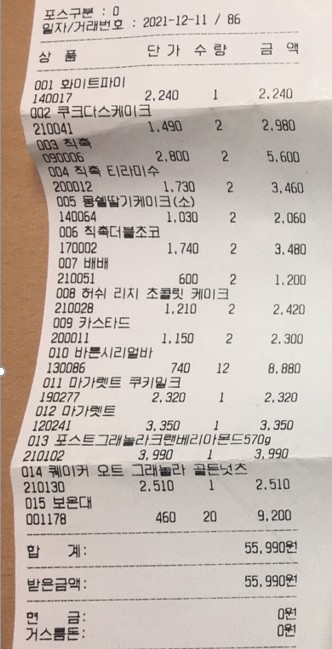 포스구분 : 0
일자/거래번호 : 2021-12-11 / 86
상 품 단 가 수 량 금 액
001 화이트파이
140017 2,240 1 2,240
002 쿠크다스케이크
210041 1,490 2 2,980
003 칙촉
090006 2,800 2 5,600
004 칙촉 티라미수
200012 1,730 2 3,460
005 몽쉘딸기케이크(소)
140064 1,030 2 2,060
006 칙촉더블초코
170002 1,740 2 3,480
007 배배
210051 600 2 1,200
008 허쉬 리치 초콜릿 케이크
210028 1,210 2 2,420
009 카스타드
200011 1,150 2 2,300
010 바른시리얼바
130086 740 12 8,880
011 마가렛트 쿠키밀크
190277 2,320 1 2,320
012 마가렛트
120241 3,350 1 3,350
013 포스트그래놀라크랜베리아몬드570g
210102 3,990 1 3,990
014 퀘이커 오트 그래놀라 골든넛츠
210130 2,510 1 2,510
015 보온대
001178 460 20 9,200
합 계: 55,990원
받은금액: 55,990원
현 금: 0원
거스름돈: 0원